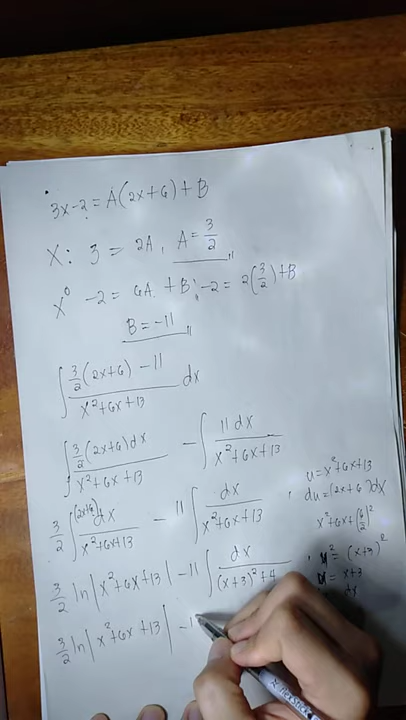 3x-2 = A(2x+6) + B
X: 3 = 2A, A = 3/2
X⁰ -2 = 6A + B; -2 = 2(3/2) + B
B = -11
∫ (3/2 (2x+6) - 11)/(x²+6x+13) dx
∫ (3/2 (2x+6) dx)/(x²+6x+13) - ∫ (11 dx)/(x²+6x+13)
3/2 ∫ ((2x+6) dx)/(x²+6x+13) - 11 ∫ dx/(x²+6x+13)
3/2 ln|x²+6x+13| - 11 ∫ dx/((x+3)²+4)
3/2 ln|x²+6x+13| - 1
u = x²+6x+13
du = (2x+6)dx
x²+6x+(6/2)²
u² = (x+3)²
u = x+3
dx